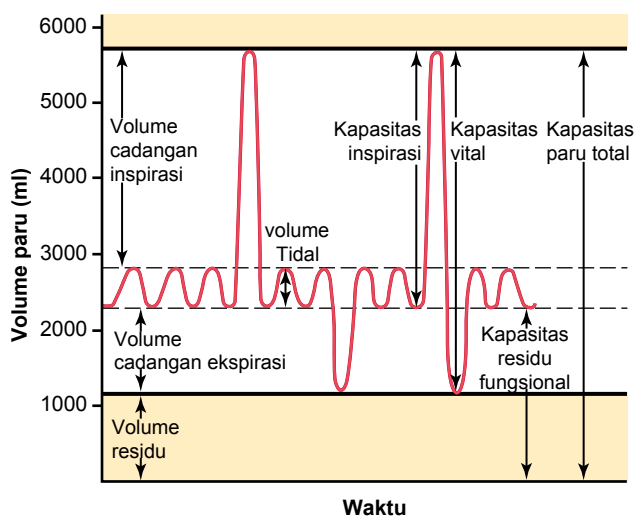 6000
5000
4000
3000
2000
1000
Volume paru (ml)
Volume
cadangan
inspirasi
volume
Tidal
Kapasitas
inspirasi
Kapasitas
vital
Kapasitas
paru total
Volume
cadangan ekspirasi
Kapasitas
residu
fungsional
Volume
residu
Waktu